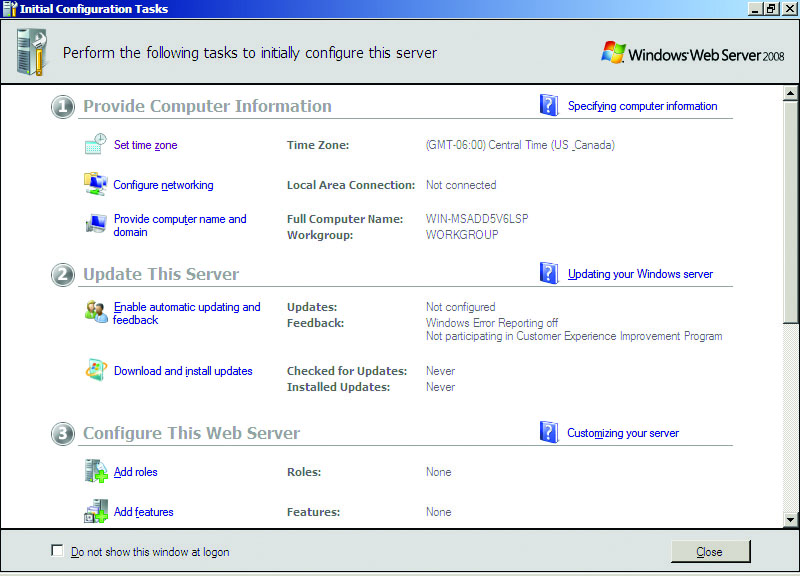 Initial Configuration Tasks
Perform the following tasks to initially configure this server
Windows Web Server 2008
1 Provide Computer Information
Specifying computer information
Set time zone
Time Zone: (GMT-06:00) Central Time (US _Canada)
Configure networking
Local Area Connection: Not connected
Provide computer name and
domain
Full Computer Name: WIN-MSADD5V6LSP
Workgroup: WORKGROUP
2 Update This Server
Updating your Windows server
Enable automatic updating and
feedback
Updates: Not configured
Feedback: Windows Error Reporting off
Not participating in Customer Experience Improvement Program
Download and install updates
Checked for Updates: Never
Installed Updates: Never
3 Configure This Web Server
Customizing your server
Add roles
Roles: None
Add features
Features: None
Do not show this window at logon
Close